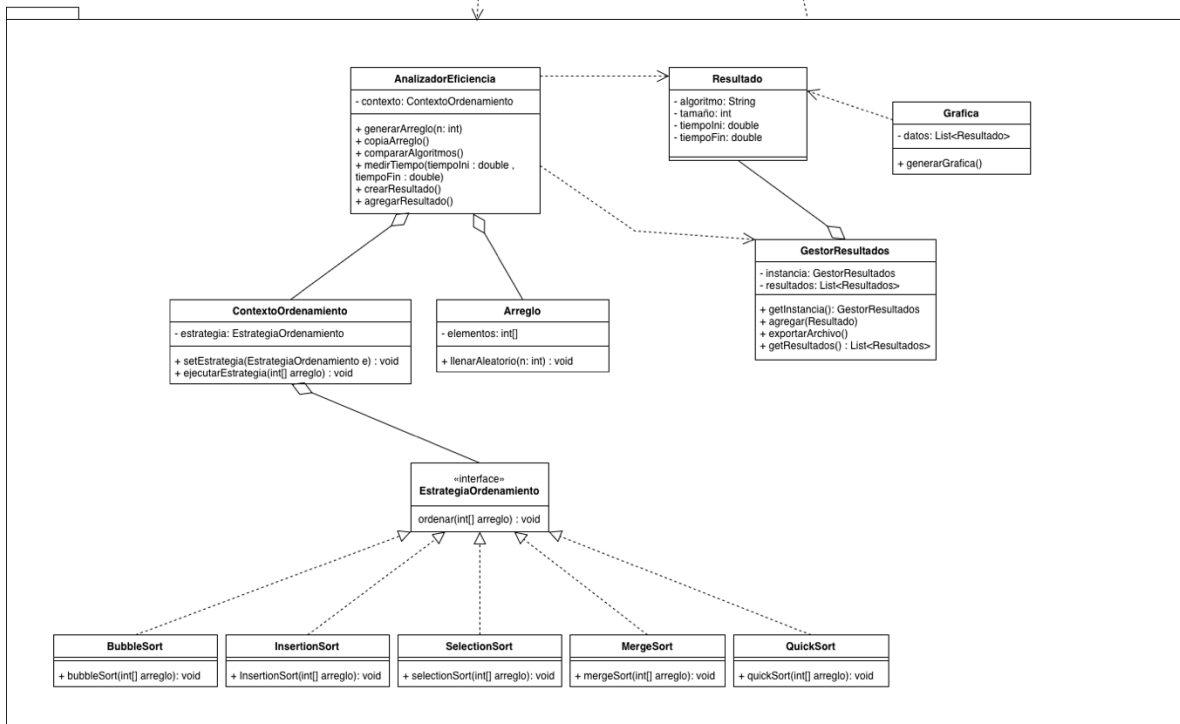 AnalizadorEficiencia
- contexto: ContextoOrdenamiento
+ generarArreglo(n: int)
+ copiaArreglo()
+ compararAlgoritmos()
+ medirTiempo(tiempoIni : double ,
tiempoFin : double)
+ crearResultado()
+ agregarResultado()
Resultado
- algoritmo: String
- tamaño: int
- tiempoIni: double
- tiempoFin: double
Grafica
- datos: List<Resultado>
+ generarGrafica()
GestorResultados
- instancia: GestorResultados
- resultados: List<Resultados>
+ getInstancia(): GestorResultados
+ agregar(Resultado)
+ exportarArchivo()
+ getResultados() : List<Resultados>
ContextoOrdenamiento
- estrategia: EstrategiaOrdenamiento
+ setEstrategia(EstrategiaOrdenamiento e) : void
+ ejecutarEstrategia(int[] arreglo) : void
Arreglo
- elementos: int[]
+ llenarAleatorio(n: int) : void
«interface»
EstrategiaOrdenamiento
ordenar(int[] arreglo) : void
BubbleSort
+ bubbleSort(int[] arreglo): void
InsertionSort
+ InsertionSort(int[] arreglo): void
SelectionSort
+ selectionSort(int[] arreglo): void
MergeSort
+ mergeSort(int[] arreglo): void
QuickSort
+ quickSort(int[] arreglo): void